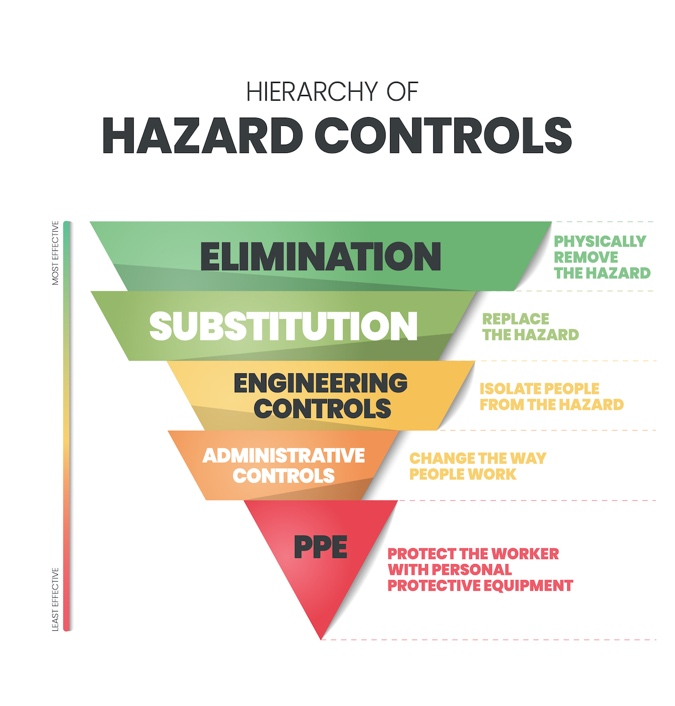 HIERARCHY OF
HAZARD CONTROLS
MOST EFFECTIVE
ELIMINATION
PHYSICALLY
REMOVE
THE HAZARD
SUBSTITUTION
REPLACE
THE HAZARD
ENGINEERING
CONTROLS
ISOLATE PEOPLE
FROM THE HAZARD
ADMINISTRATIVE
CONTROLS
CHANGE THE WAY
PEOPLE WORK
PPE
PROTECT THE WORKER
WITH PERSONAL
PROTECTIVE EQUIPMENT
LEAST EFFECTIVE